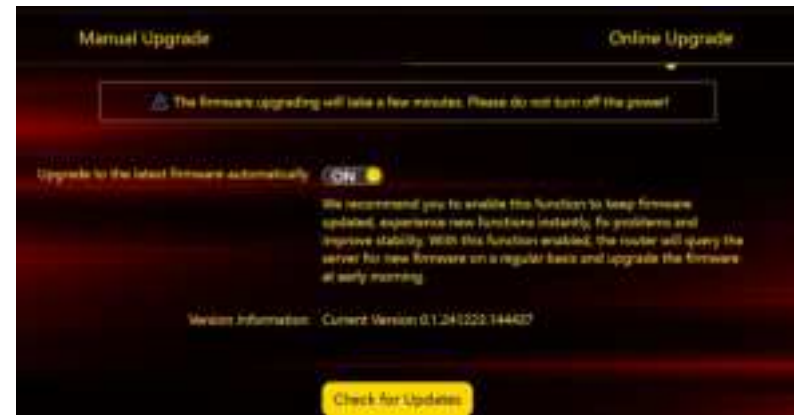 Manual Upgrade
Online Upgrade
The firmware upgrading will take a few minutes. Please do not turn off the power!
Upgrade to the latest firmware automatically
ON
We recommend you to enable this function to keep firmware
updated, experience new functions instantly, fix problems and
improve stability. With this function enabled, the router will query the
server for new firmware on a regular basis and upgrade the firmware
at early morning.
Version Information
Current Version
Check for Updates